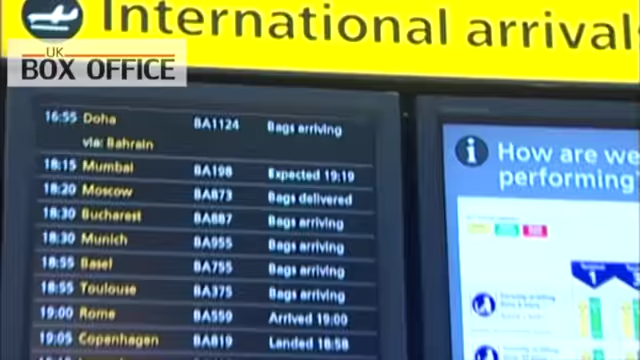 International arrivals
UK
BOX OFFICE
16:55 Doha BA1124 Bags arriving
via: Bahrain
18:15 Mumbai BA198 Expected 19:19
18:20 Moscow BA873 Bags delivered
18:30 Bucharest BA887 Bags arriving
18:30 Munich BA955 Bags arriving
18:55 Basel BA755 Bags arriving
18:55 Toulouse BA375 Bags arriving
19:00 Rome BA559 Arrived 19:00
19:05 Copenhagen BA819 Landed 18:58
i How are we
performing
1